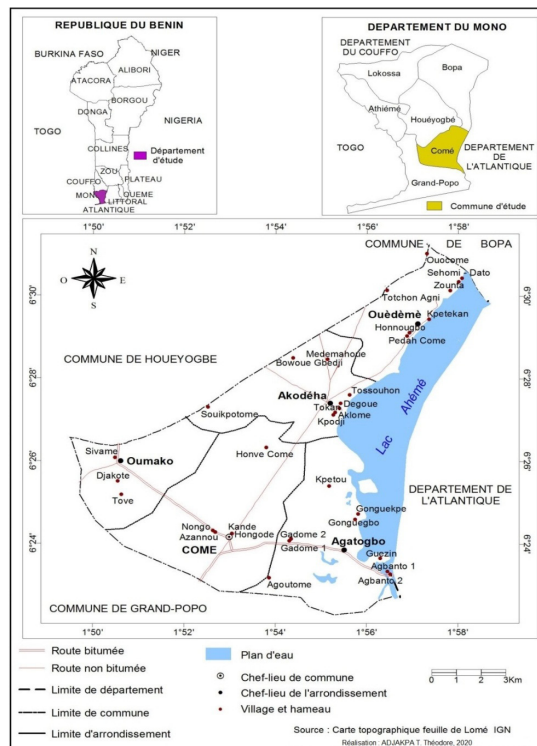 REPUBLIQUE DU BENIN
BURKINA FASO
NIGER
ALIBORI
ATACORA
BORGOU
DONGA
NIGERIA
TOGO
COLLINES
Département
d'étude
ZOU
PLATEAU
COUFFO
MONO
OUEME
LITTORAL
ATLANTIQUE
DEPARTEMENT DU MONO
DEPARTEMENT
DU COUFFO
Bopa
Lokossa
Athiémé
Houéyogbé
TOGO
Comé
DEPARTEMENT
DE
L'ATLANTIQUE
Grand-Popo
Commune d'étude
1°50' 1°52' 1°54' 1°56' 1°58'
COMMUNE DE BOPA
N
O E
S
Ouocome
Sehomi Dato
Zounta
6°30' 6°30'
Totchon Agni
Kpetekan
Ouèdèmè
Honnougbo
Pedah Come
COMMUNE DE HOUEYOGBE
Medemahoue
Bowoue Gbedji
6°28' 6°28'
Lac Ahémé
Tossouhon
Akodéha
Degoue
Tokan
Aklome
Kpodji
Souikpotome
Sivame
Honve Come
6°26' 6°26'
Oumako
Djakote
Kpetou
DEPARTEMENT DE
L'ATLANTIQUE
Tove
Gonguekpe
Gonguegbo
Nongo
Kande
Azannou
Hongode
Gadome 2
6°24' 6°24'
COME
Gadome 1
Agatogbo
Guezin
Agbanto 1
Agbanto 2
Agoutome
COMMUNE DE GRAND-POPO
1°50' 1°52' 1°54' 1°56' 1°58'
Route bitumée
Route non bitumée
Limite de département
Limite de commune
Limite d'arrondissement
Plan d'eau
Chef-lieu de commune
Chef-lieu de l'arrondissement
Village et hameau
0 1 2 3Km
Source : Carte topographique feuille de Lomé IGN
Réalisation : ADJAKPA T. Théodore, 2020